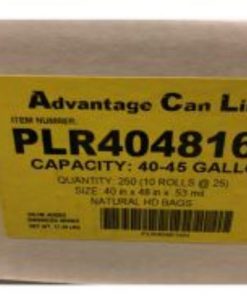 Advantage Can Li
ITEM NUMBER:
PLR404816
CAPACITY: 40-45 GALLO
QUANTITY: 250 (10 ROLLS @ 25)
SIZE: 40 in x 48 in x .53 mil
NATURAL HD BAGS